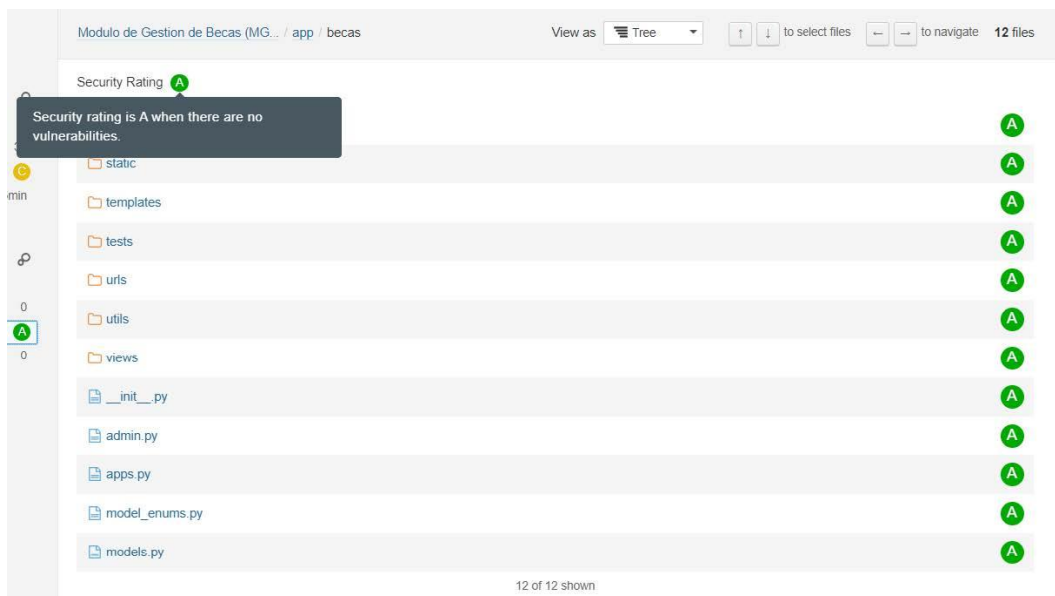 Modulo de Gestion de Becas (MG... / app / becas
View as Tree
↑ ↓ to select files ← → to navigate 12 files
Security Rating A
Security rating is A when there are no
vulnerabilities.
A
static A
C
templates A
tests A
urls A
0
utils A
A
0
views A
__init__.py A
admin.py A
apps.py A
model_enums.py A
models.py A
12 of 12 shown